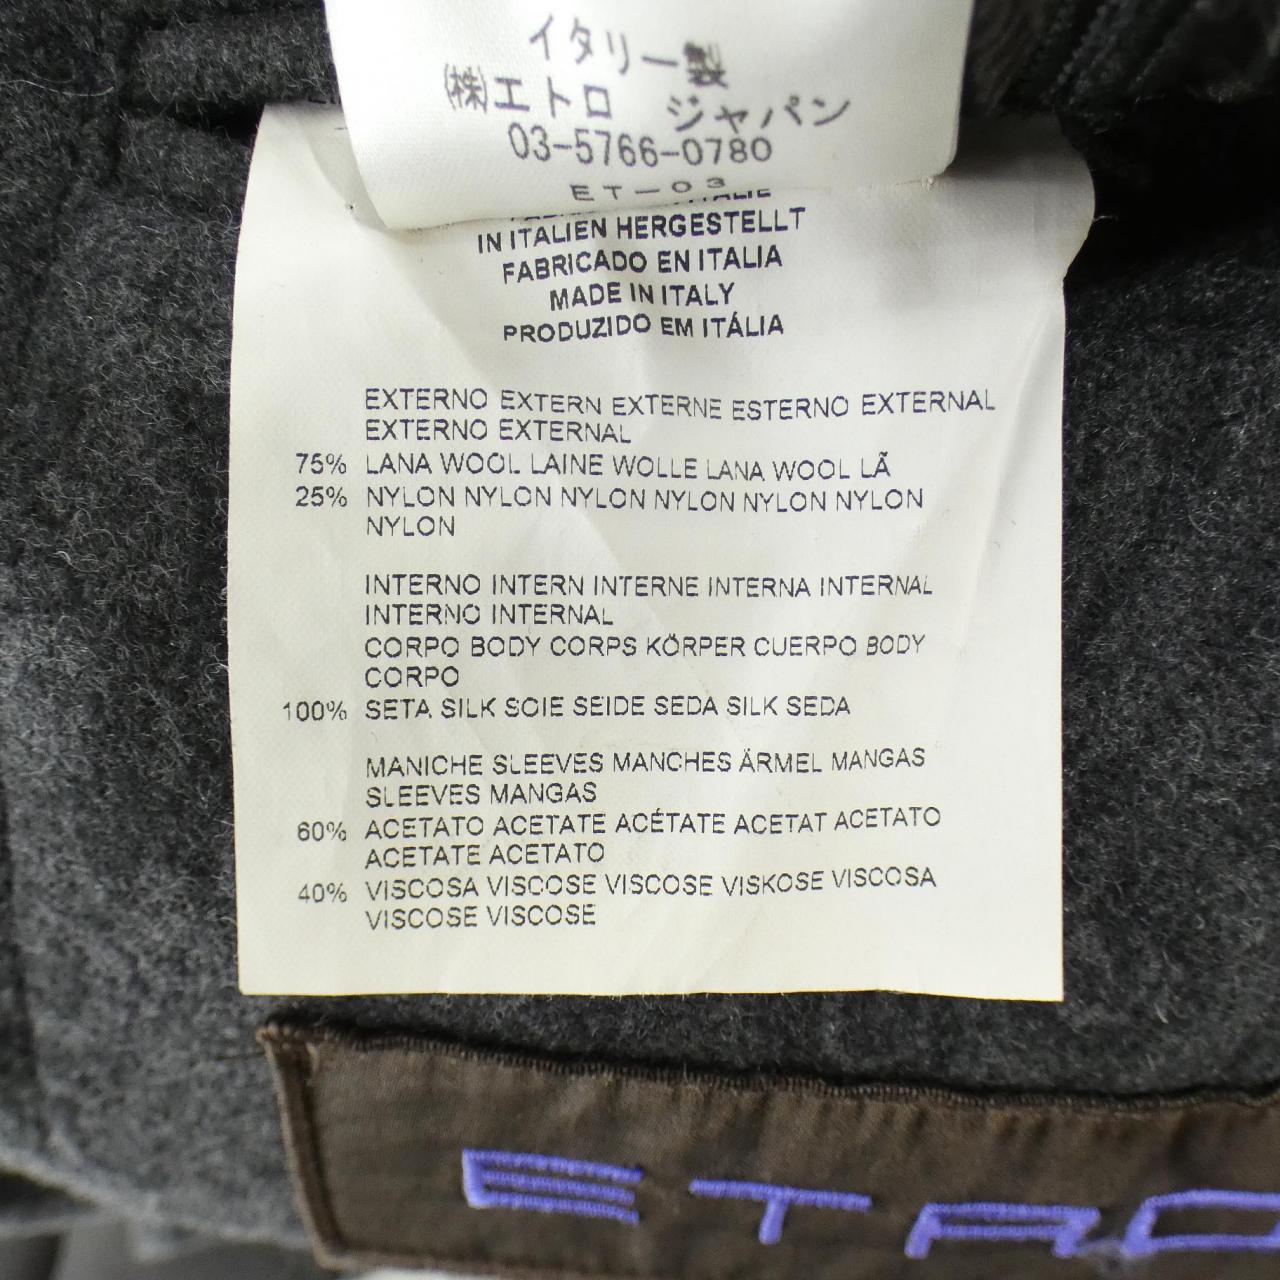 イタリー製
㈱エトロ ジャパン
03-5766-0780
ET-03
IN ITALIEN HERGESTELLT
FABRICADO EN ITALIA
MADE IN ITALY
PRODUZIDO EM ITÁLIA
EXTERNO EXTERN EXTERNE ESTERNO EXTERNAL
EXTERNO EXTERNAL
75% LANA WOOL LAINE WOLLE LANA WOOL LÃ
25% NYLON NYLON NYLON NYLON NYLON NYLON
NYLON
INTERNO INTERN INTERNE INTERNA INTERNAL
INTERNO INTERNAL
CORPO BODY CORPS KÖRPER CUERPO BODY
CORPO
100% SETA SILK SOIE SEIDE SEDA SILK SEDA
MANICHE SLEEVES MANCHES ÄRMEL MANGAS
SLEEVES MANGAS
60% ACETATO ACETATE ACÉTATE ACETAT ACETATO
ACETATE ACETATO
40% VISCOSA VISCOSE VISCOSE VISKOSE VISCOSA
VISCOSE VISCOSE
ETRO